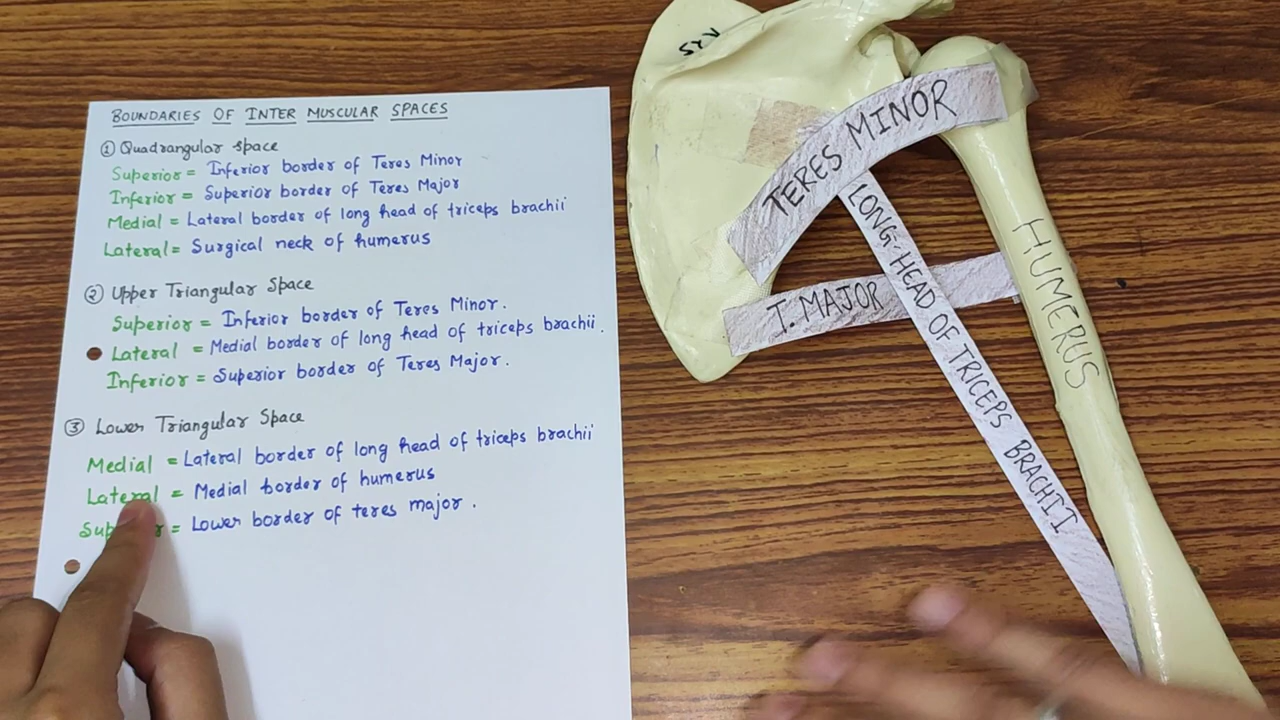 BOUNDARIES OF INTER MUSCULAR SPACES
① Quadrangular space
Superior = Inferior border of Teres Minor
Inferior = Superior border of Teres Major
Medial = Lateral border of long head of triceps brachii
Lateral = Surgical neck of humerus
② Upper Triangular Space
Superior = Inferior border of Teres Minor.
Lateral = Medial border of long head of triceps brachii.
Inferior = Superior border of Teres Major.
③ Lower Triangular Space
Medial = Lateral border of long head of triceps brachii
Lateral = Medial border of humerus
= Lower border of teres major.
TERES MINOR
T. MAJOR
LONG HEAD OF TRICEPS BRACHII
HUMERUS